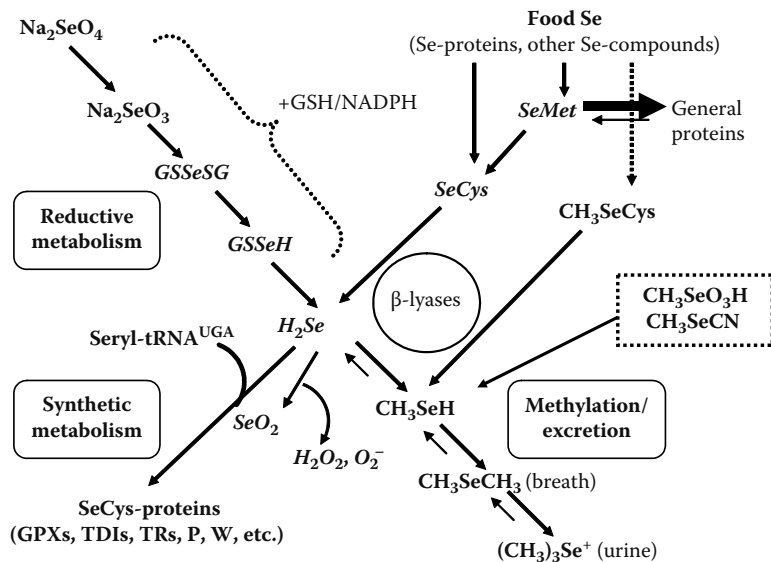 Na₂SeO₄
Food Se
(Se-proteins, other Se-compounds)
Na₂SeO₃
+GSH/NADPH
SeMet
General
proteins
GSSeSG
SeCys
CH₃SeCys
Reductive
metabolism
GSSeH
β-lyases
CH₃SeO₃H
CH₃SeCN
H₂Se
Seryl-tRNAᵁᴳᴬ
Synthetic
metabolism
SeO₂
CH₃SeH
Methylation/
excretion
H₂O₂, O₂⁻
CH₃SeCH₃ (breath)
SeCys-proteins
(GPXs, TDIs, TRs, P, W, etc.)
(CH₃)₃Se⁺ (urine)